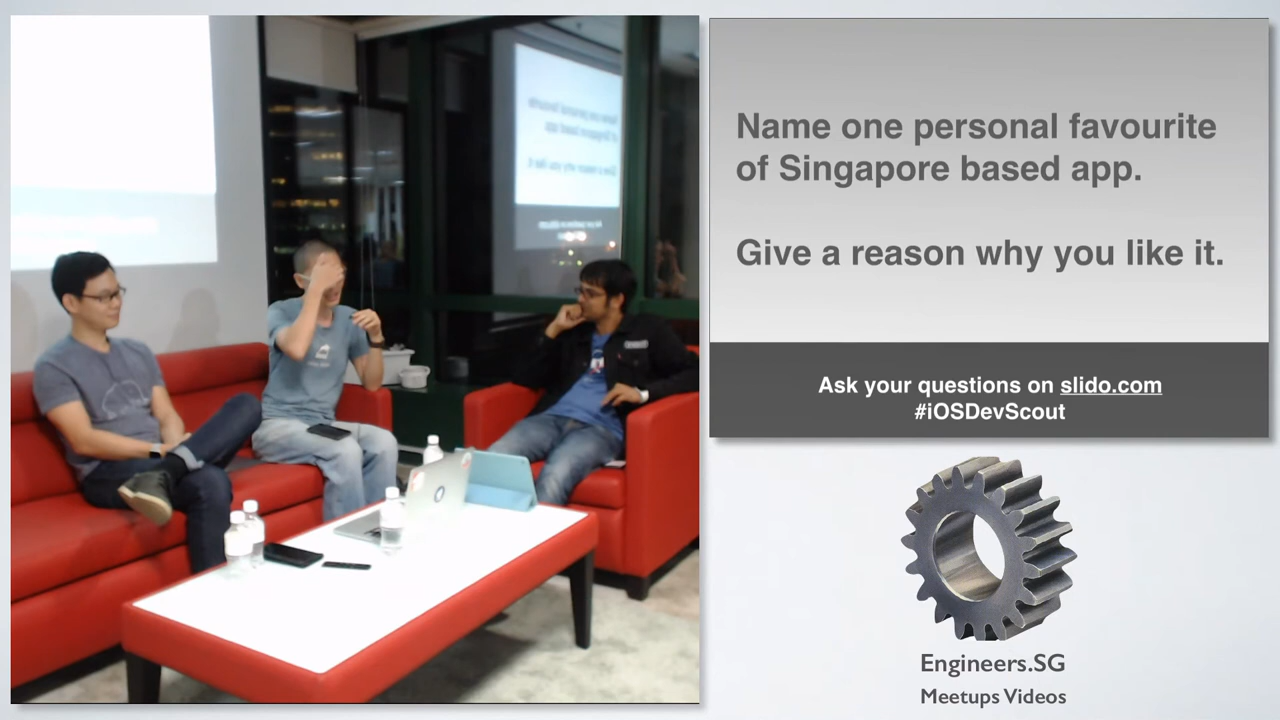 Name one personal favourite
of Singapore based app.
Give a reason why you like it.
Ask your questions on slido.com
#iOSDevScout
Engineers.SG
Meetups Videos